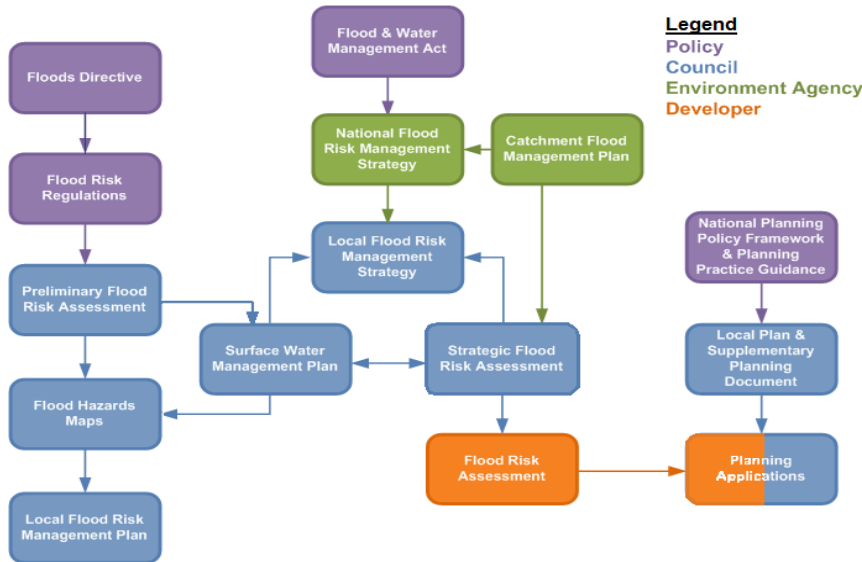 Flood & Water
Management Act
Legend
Policy
Council
Environment Agency
Developer
Floods Directive
National Flood
Risk Management
Strategy
Catchment Flood
Management Plan
Flood Risk
Regulations
Local Flood Risk
Management
Strategy
National Planning
Policy Framework
& Planning
Practice Guidance
Preliminary Flood
Risk Assessment
Surface Water
Management Plan
Strategic Flood
Risk Assessment
Local Plan &
Supplementary
Planning
Document
Flood Hazards
Maps
Flood Risk
Assessment
Planning
Applications
Local Flood Risk
Management Plan